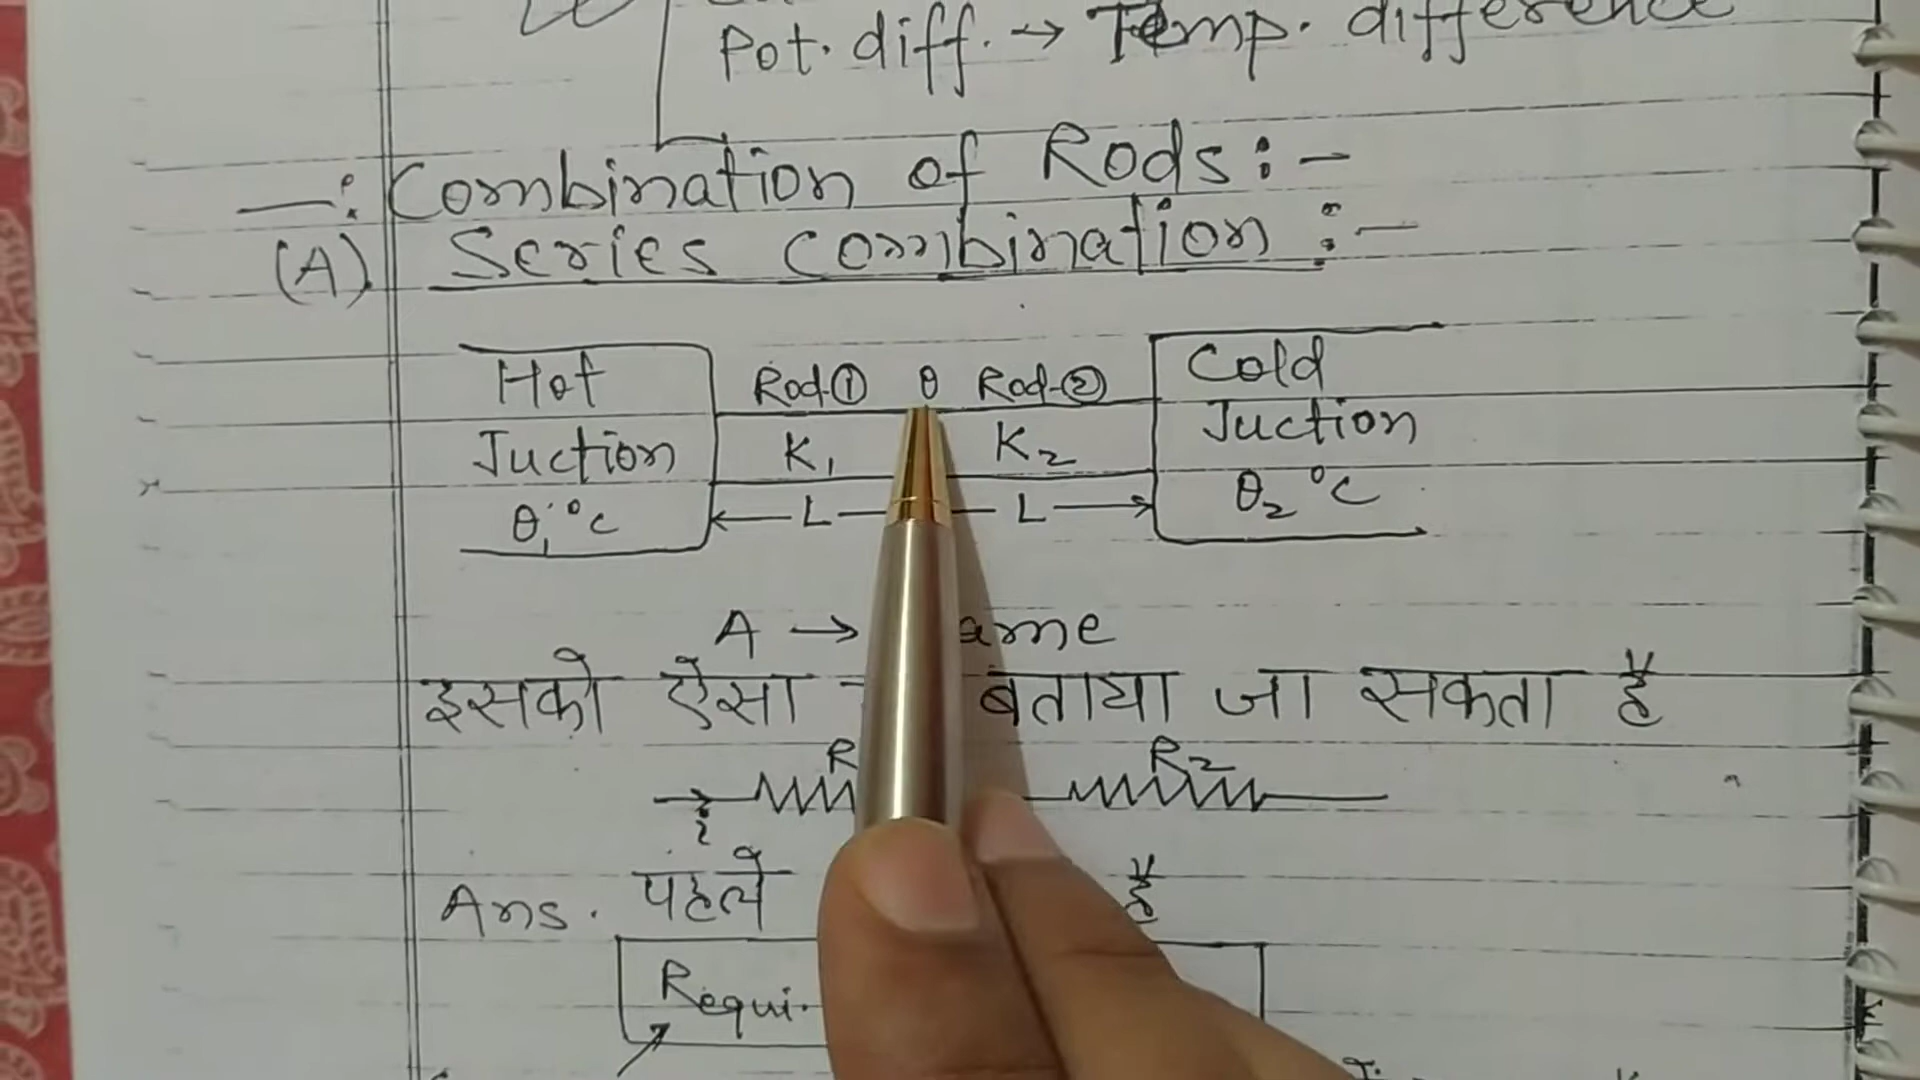 Pot. diff. → Temp. difference
—: Combination of Rods :-
(A) Series combination :-
Hot
Juction
θ₁°c
Rod-① θ Rod-②
K₁ K₂
L L
Cold
Juction
θ₂ °C
A →
इसको ऐसा बताया जा सकता है
R R₂
i
Ans. पहले है
Requi.